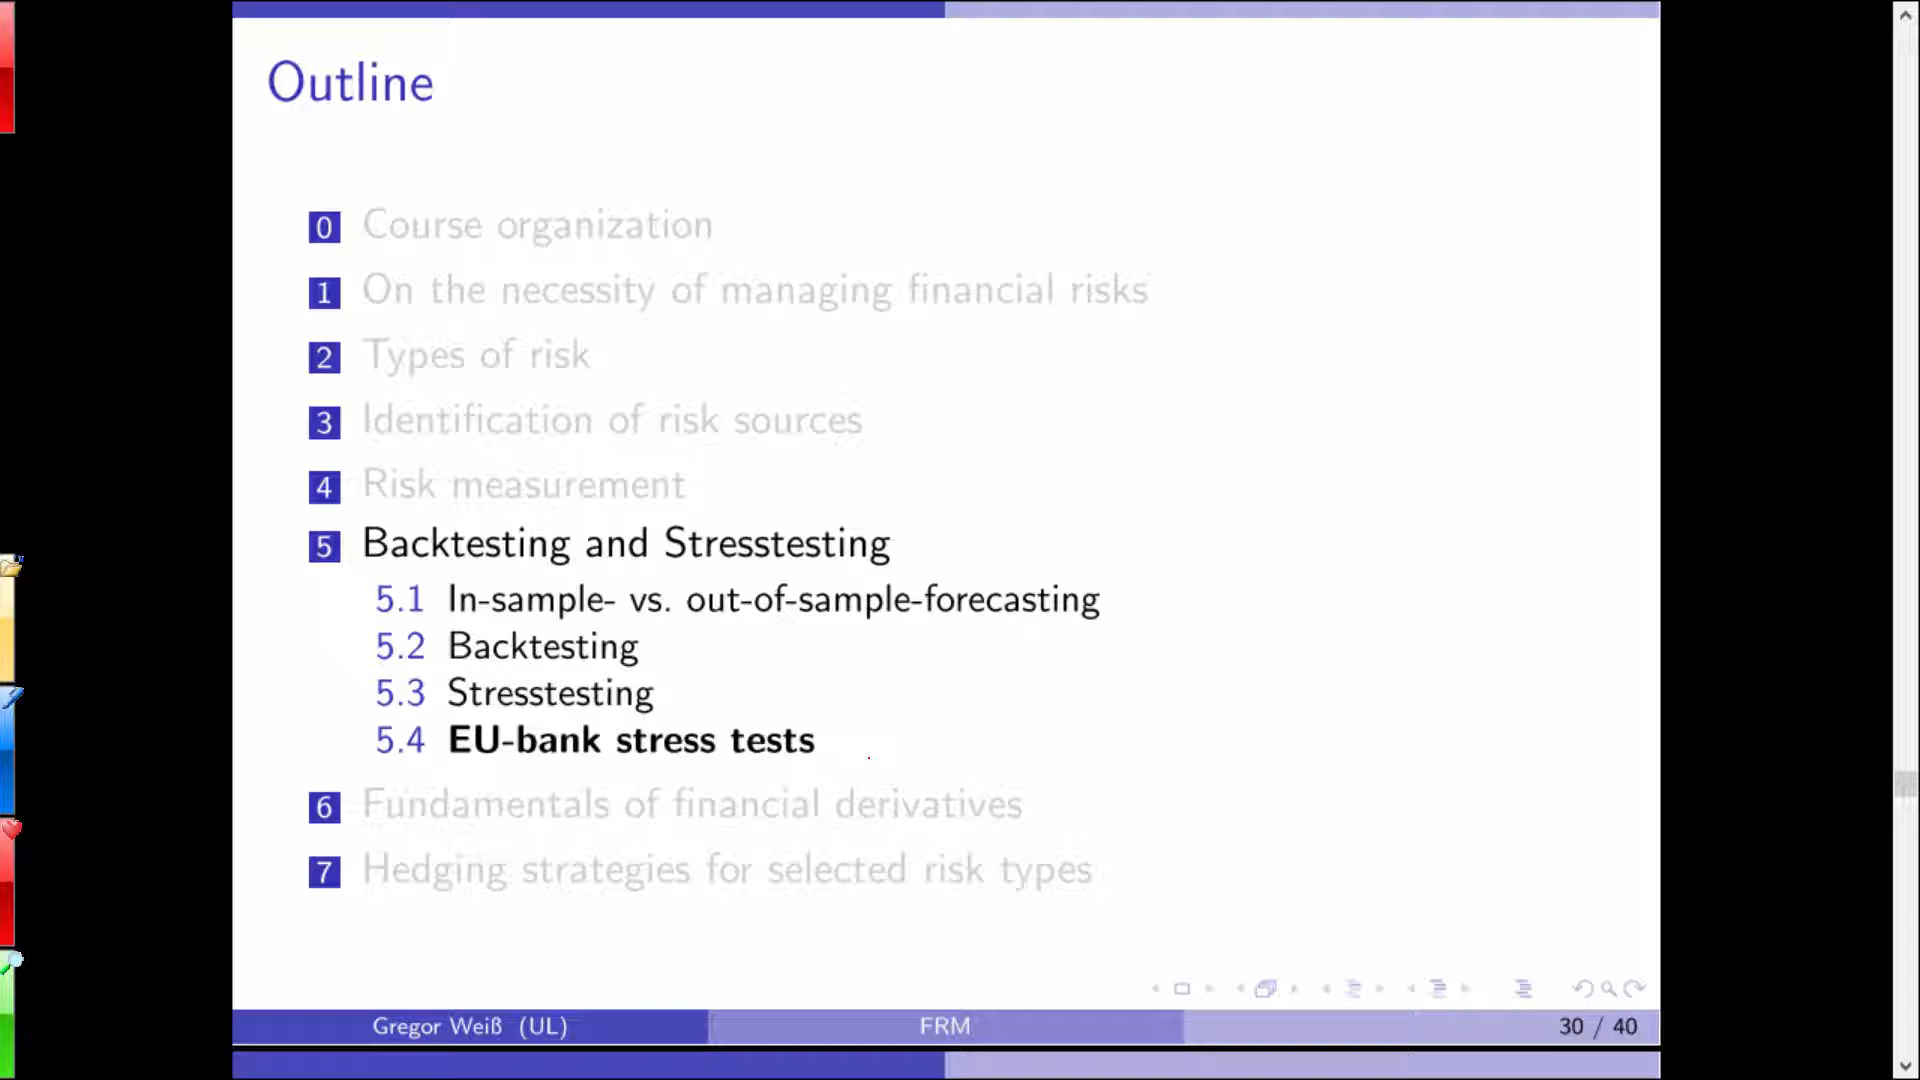 Outline
0 Course organization
1 On the necessity of managing financial risks
2 Types of risk
3 Identification of risk sources
4 Risk measurement
5 Backtesting and Stresstesting
5.1 In-sample- vs. out-of-sample-forecasting
5.2 Backtesting
5.3 Stresstesting
5.4 EU-bank stress tests
6 Fundamentals of financial derivatives
7 Hedging strategies for selected risk types
Gregor Weiß (UL) FRM 30 / 40